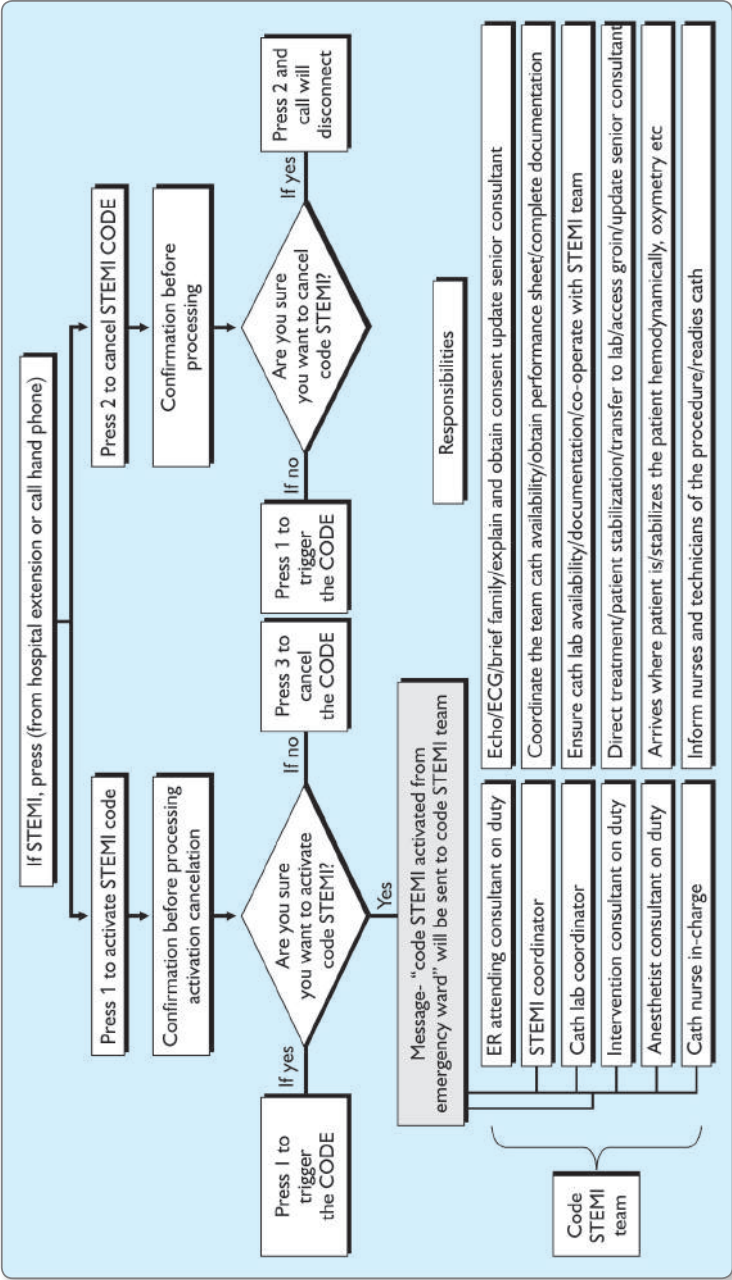 If STEMI, press (from hospital extension or call hand phone)
Press 1 to activate STEMI code
Press 2 to cancel STEMI CODE
Confirmation before processing
activation cancelation
Confirmation before
processing
If yes
Are you sure
you want to activate
code STEMI?
If no
If no
Are you sure
you want to cancel
code STEMI?
If yes
Press 1 to
trigger
the CODE
Press 3 to
cancel
the CODE
Press 1 to
trigger
the CODE
Press 2 and
call will
disconnect
Yes
Message- “code STEMI activated from
emergency ward” will be sent to code STEMI team
Responsibilities
Code
STEMI
team
ER attending consultant on duty
Echo/ECG/brief family/explain and obtain consent update senior consultant
STEMI coordinator
Coordinate the team cath availability/obtain performance sheet/complete documentation
Cath lab coordinator
Ensure cath lab availability/documentation/co-operate with STEMI team
Intervention consultant on duty
Direct treatment/patient stabilization/transfer to lab/access groin/update senior consultant
Anesthetist consultant on duty
Arrives where patient is/stabilizes the patient hemodynamically, oxymetry etc
Cath nurse in-charge
Inform nurses and technicians of the procedure/readies cath